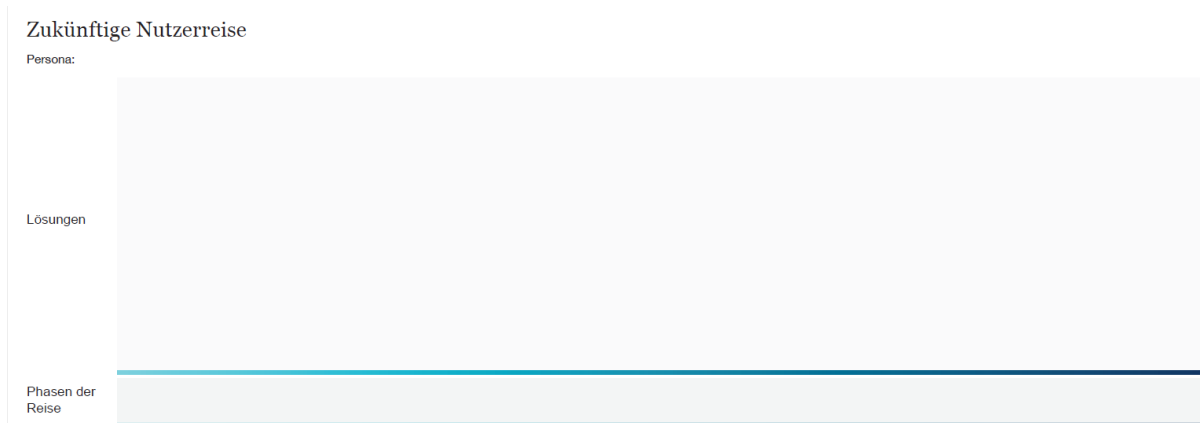 Zukünftige Nutzerreise
Persona:
Lösungen
Phasen der
Reise